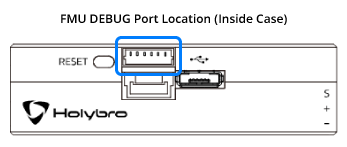 FMU DEBUG Port Location (Inside Case)
RESET
Holybro
S
+
−